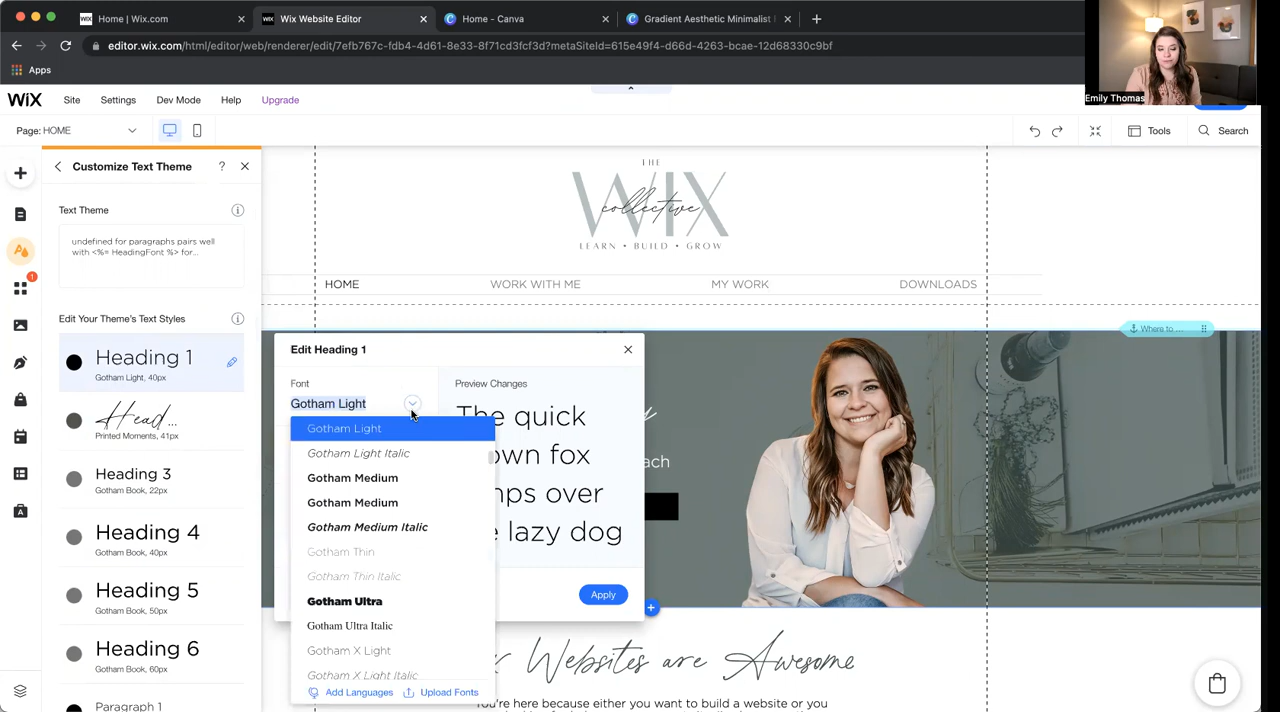 Home | Wix.com
Wix Website Editor
Home - Canva
Gradient Aesthetic Minimalist
editor.wix.com/html/editor/web/renderer/edit/7efb767c-fdb4-4d61-8e33-8f71cd3fcf3d?metaSiteId=615e49f4-d66d-4263-bcae-12d68330c9bf
Apps
Emily Thomas
WiX Site Settings Dev Mode Help Upgrade
Page: HOME
Tools Search
Customize Text Theme ?
Text Theme
undefined for paragraphs pairs well
with <%= HeadingFont %> for...
Edit Your Theme's Text Styles
Heading 1
Gotham Light, 40px
Head...
Printed Moments, 41px
Heading 3
Gotham Book, 22px
Heading 4
Gotham Book, 40px
Heading 5
Gotham Book, 50px
Heading 6
Gotham Book, 60px
Paragraph 1
1
THE
WIX
collective
LEARN • BUILD • GROW
HOME WORK WITH ME MY WORK DOWNLOADS
Where to ...
Edit Heading 1
Font
Gotham Light
Preview Changes
The quick
own fox
mps over
e lazy dog
Gotham Light
Gotham Light Italic
Gotham Medium
Gotham Medium
Gotham Medium Italic
Gotham Thin
Gotham Thin Italic
Gotham Ultra
Gotham Ultra Italic
Gotham X Light
Gotham X Light Italic
Add Languages Upload Fonts
Apply
ach
x Websites are Awesome
You're here because either you want to build a website or you